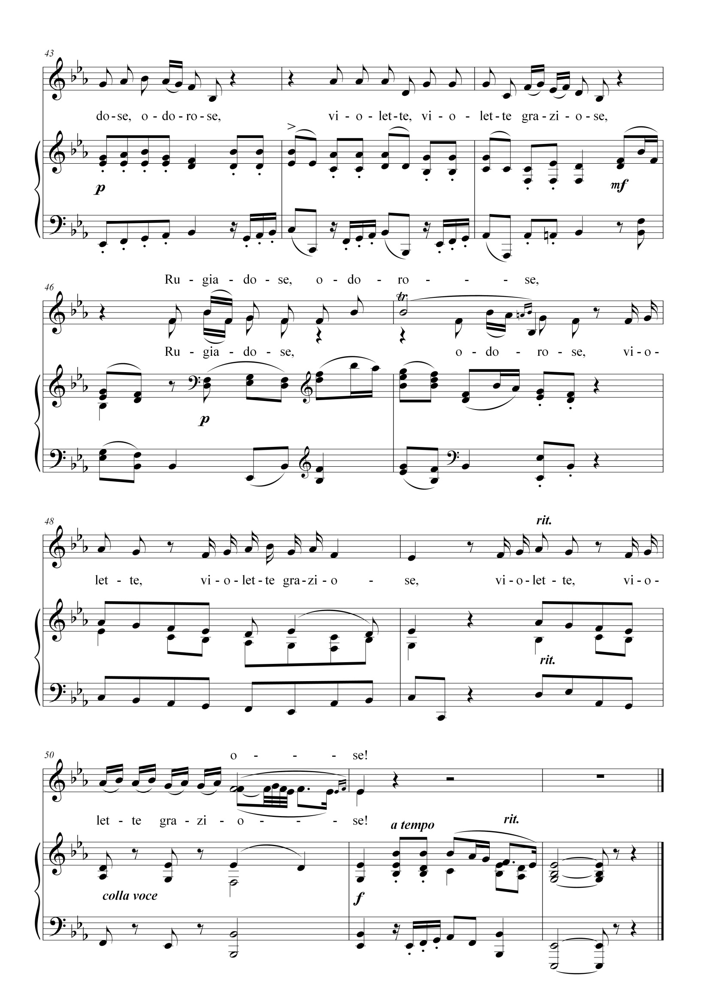 43
do - se, o - do - ro - se, vi - o - let - te, vi - o - let - te gra - zi - o - se,
p
mf
Ru - gia - do - se, o - do - ro - - - se,
46
tr
Ru - gia - do - se, o - do - ro - se, vi - o -
p
48
rit.
let - te, vi - o - let - te gra - zi - o - se, vi - o - let - te, vi - o -
rit.
50
o - - - se!
let - te gra - zi - o - - - se!
a tempo rit.
colla voce
f